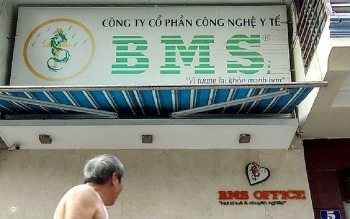 CÔNG TY CỔ PHẦN CÔNG NGHỆ Y TẾ
BMS®
"Vì tương lai khỏe mạnh hơn"
BMS OFFICE
5